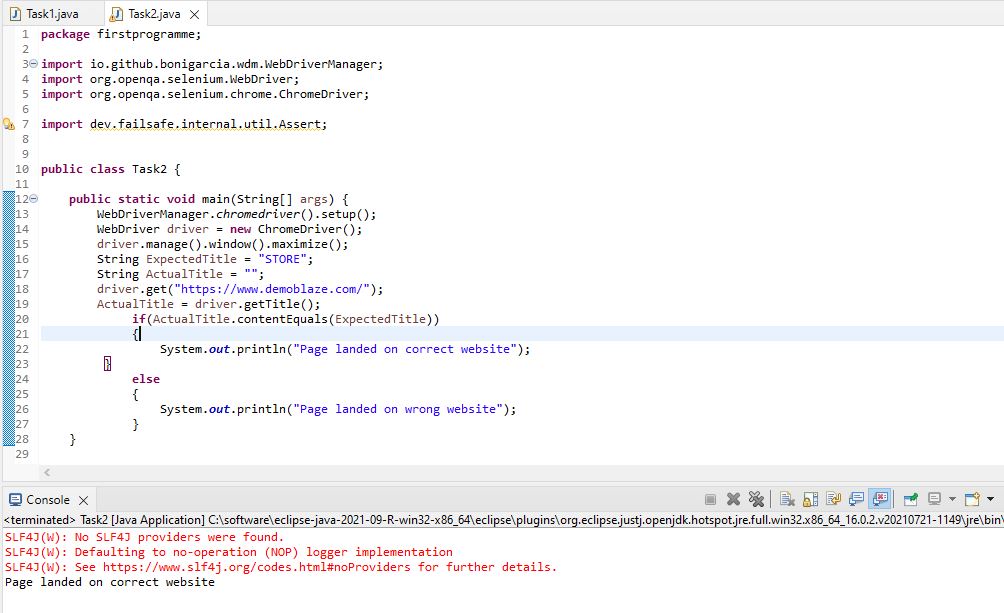 Task1.java
Task2.java
1 package firstprogramme;
2
3 import io.github.bonigarcia.wdm.WebDriverManager;
4 import org.openqa.selenium.WebDriver;
5 import org.openqa.selenium.chrome.ChromeDriver;
6
7 import dev.failsafe.internal.util.Assert;
8
9
10 public class Task2 {
11
12     public static void main(String[] args) {
13         WebDriverManager.chromedriver().setup();
14         WebDriver driver = new ChromeDriver();
15         driver.manage().window().maximize();
16         String ExpectedTitle = "STORE";
17         String ActualTitle = "";
18         driver.get("https://www.demoblaze.com/");
19         ActualTitle = driver.getTitle();
20              if(ActualTitle.contentEquals(ExpectedTitle))
21              {
22                  System.out.println("Page landed on correct website");
23          }
24              else
25              {
26                  System.out.println("Page landed on wrong website");
27              }
28     }
29
Console
<terminated> Task2 [Java Application] C:\software\eclipse-java-2021-09-R-win32-x86_64\eclipse\plugins\org.eclipse.justj.openjdk.hotspot.jre.full.win32.x86_64_16.0.2.v20210721-1149\jre\bin\
SLF4J(W): No SLF4J providers were found.
SLF4J(W): Defaulting to no-operation (NOP) logger implementation
SLF4J(W): See https://www.slf4j.org/codes.html#noProviders for further details.
Page landed on correct website